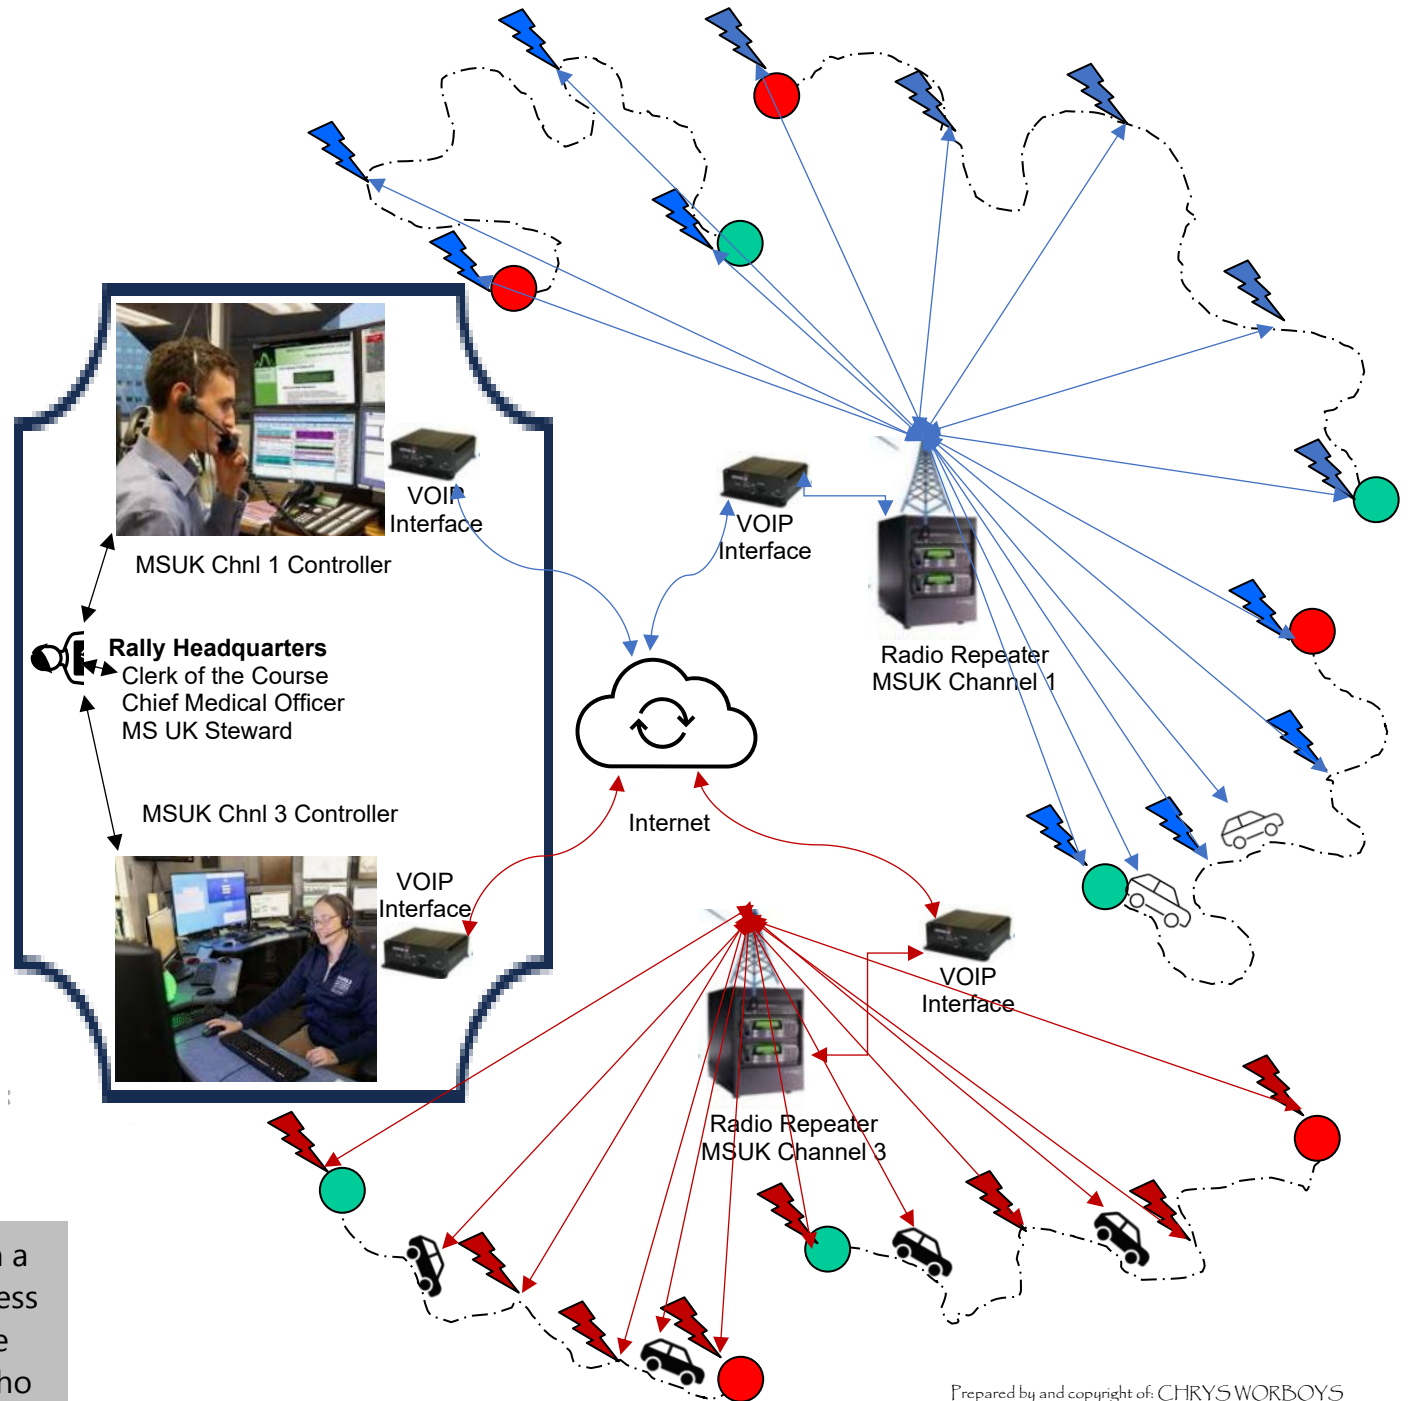 VOIP
Interface
MSUK Chnl 1 Controller
Rally Headquarters
Clerk of the Course
Chief Medical Officer
MS UK Steward
MSUK Chnl 3 Controller
VOIP
Interface
VOIP
Interface
Radio Repeater
MSUK Channel 1
Internet
VOIP
Interface
Radio Repeater
MSUK Channel 3
a
ess
e
ho
Prepared by and copyright of: CHRYS WORBOYS